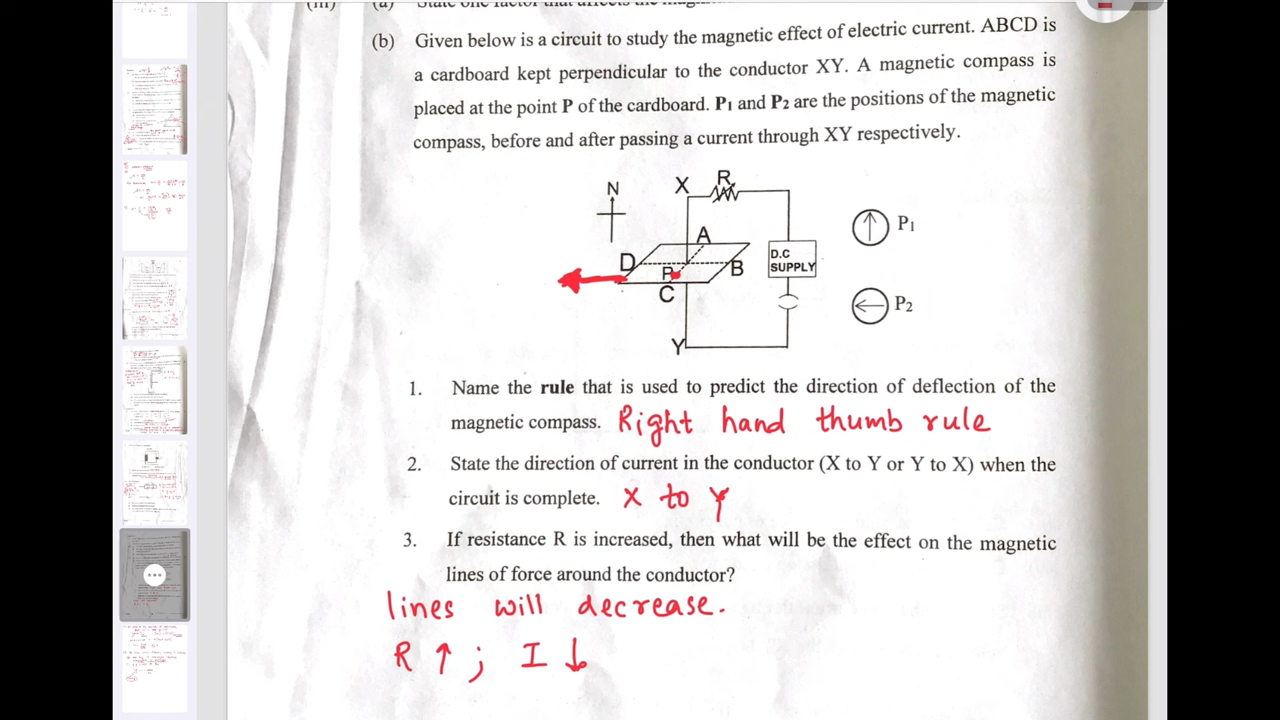 (b) Given below is a circuit to study the magnetic effect of electric current. ABCD is
a cardboard kept perpendicular to the conductor XY. A magnetic compass is
placed at the point P of the cardboard. P₁ and P₂ are the positions of the magnetic
compass, before and after passing a current through XY respectively.
N X R
A P₁
D D.C
P B SUPPLY
C P₂
Y
1. Name the rule that is used to predict the direction of deflection of the
magnetic compass. Right hand thumb rule
2. State the direction of current in the conductor (X to Y or Y to X) when the
circuit is complete. X to Y
3. If resistance R is increased, then what will be the effect on the magnetic
lines of force around the conductor?
lines will decrease.
R ↑ ; I ↓